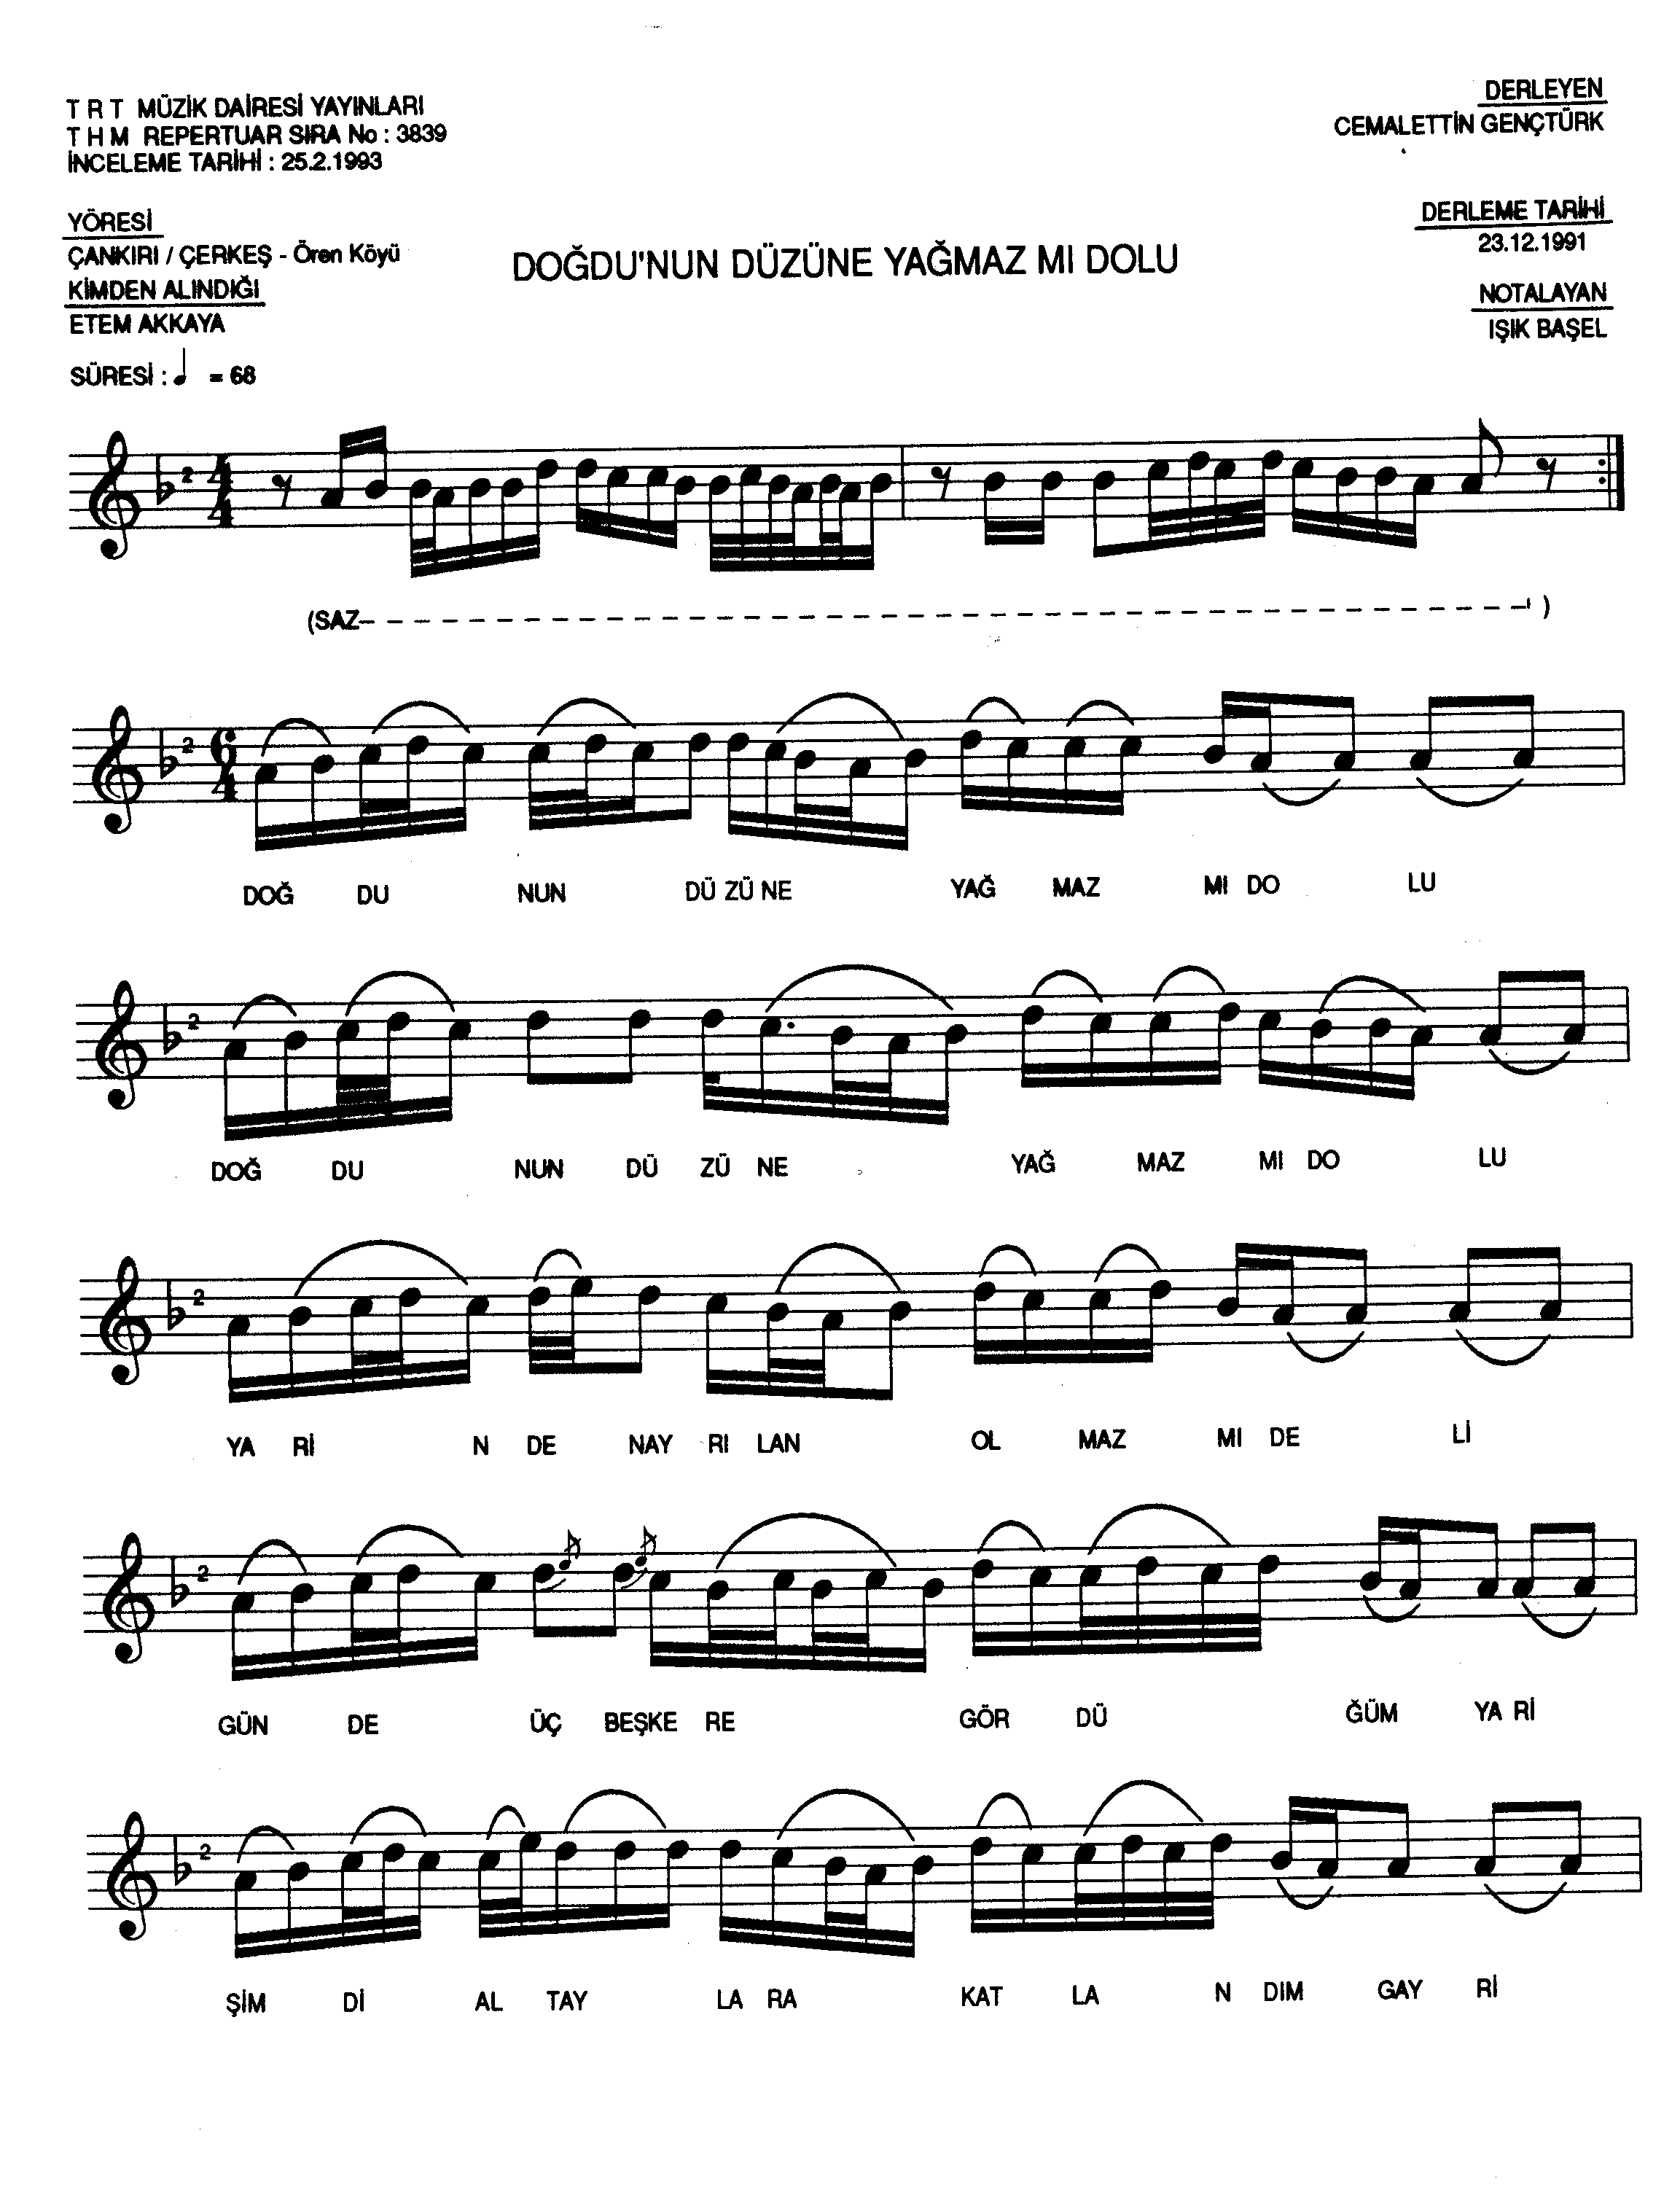 T R T MÜZİK DAİRESİ YAYINLARI
T H M REPERTUAR SIRA No : 3839
İNCELEME TARİHİ : 25.2.1993
DERLEYEN
CEMALETTİN GENÇTÜRK
YÖRESİ
ÇANKIRI / ÇERKEŞ - Ören Köyü
KİMDEN ALINDIĞI
ETEM AKKAYA
SÜRESİ : ♩ = 68
DOĞDU'NUN DÜZÜNE YAĞMAZ MI DOLU
DERLEME TARİHİ
23.12.1991
NOTALAYAN
IŞIK BAŞEL
2 4 4
(SAZ- - - - - - - - - - - - - - - - - - - - - - - - - - - - - - - - - - - - - - - )
2 6 4
DOĞ DU NUN DÜ ZÜ NE YAĞ MAZ MI DO LU
2
DOĞ DU NUN DÜ ZÜ NE YAĞ MAZ MI DO LU
2
YA Rİ N DE NAY RI LAN OL MAZ MI DE Lİ
2
GÜN DE ÜÇ BEŞKE RE GÖR DÜ ĞÜM YA Rİ
2
ŞİM Dİ AL TAY LA RA KAT LA N DIM GAY Rİ